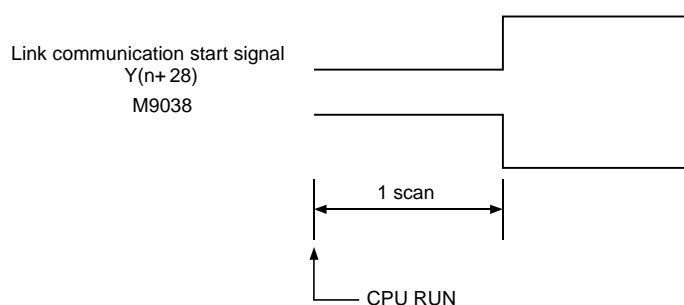 Link communication start signal
Y(n+ 28)
M9038
1 scan
CPU RUN